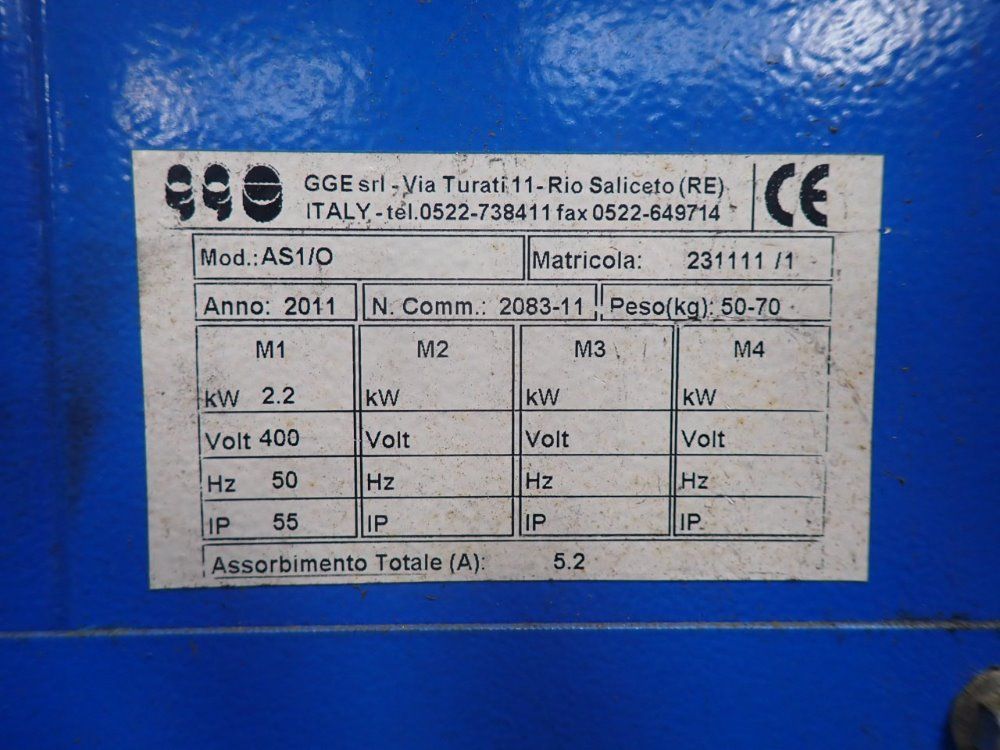 gge GGE srl - Via Turati 11 - Rio Saliceto (RE)
ITALY - tel.0522-738411 fax 0522-649714 CE
Mod.: AS1/O Matricola: 231111 /1
Anno: 2011 N. Comm.: 2083-11 Peso(kg): 50-70
M1 M2 M3 M4
kW 2.2 kW kW kW
Volt 400 Volt Volt Volt
Hz 50 Hz Hz Hz
IP 55 IP IP IP
Assorbimento Totale (A): 5.2